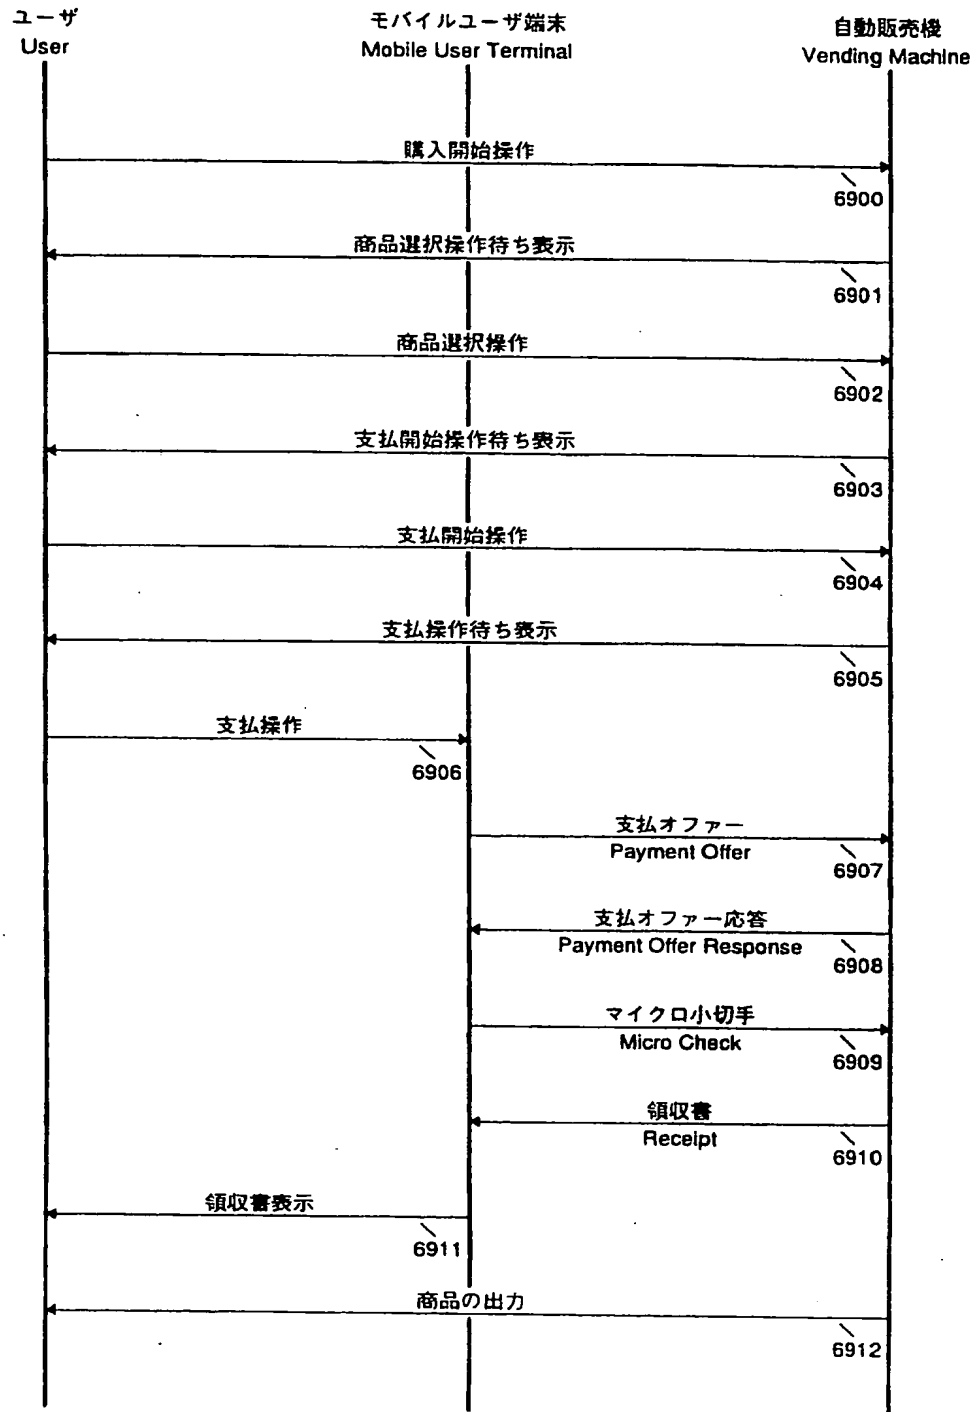 ユーザ
User
モバイルユーザ端末
Mobile User Terminal
自動販売機
Vending Machine
購入開始操作
6900
商品選択操作待ち表示
6901
商品選択操作
6902
支払開始操作待ち表示
6903
支払開始操作
6904
支払操作待ち表示
6905
支払操作
6906
支払オファー
Payment Offer
6907
支払オファー応答
Payment Offer Response
6908
マイクロ小切手
Micro Check
6909
領収書
Receipt
6910
領収書表示
6911
商品の出力
6912